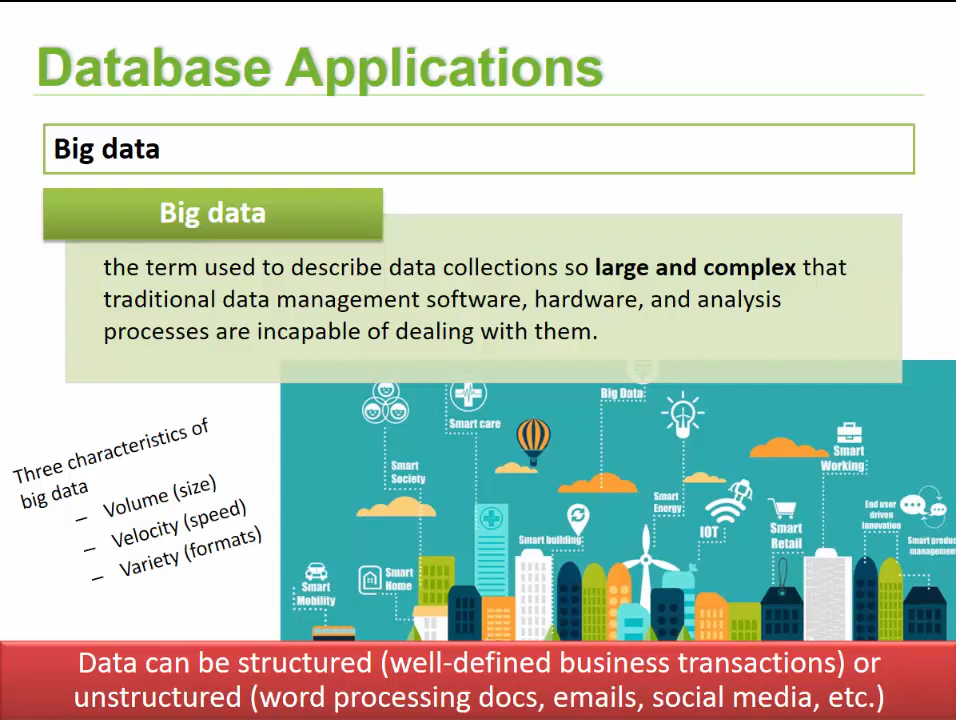 Database Applications
Big data
Big data
the term used to describe data collections so large and complex that
traditional data management software, hardware, and analysis
processes are incapable of dealing with them.
Three characteristics of
big data
– Volume (size)
– Velocity (speed)
– Variety (formats)
Big Data
Smart care
Smart
Society
Smart
Working
Smart
Energy
IOT
Smart
Retail
End user
driven
Innovation
Smart building
Smart produc
management
Smart
Home
Smart
Mobility
Data can be structured (well-defined business transactions) or
unstructured (word processing docs, emails, social media, etc.)